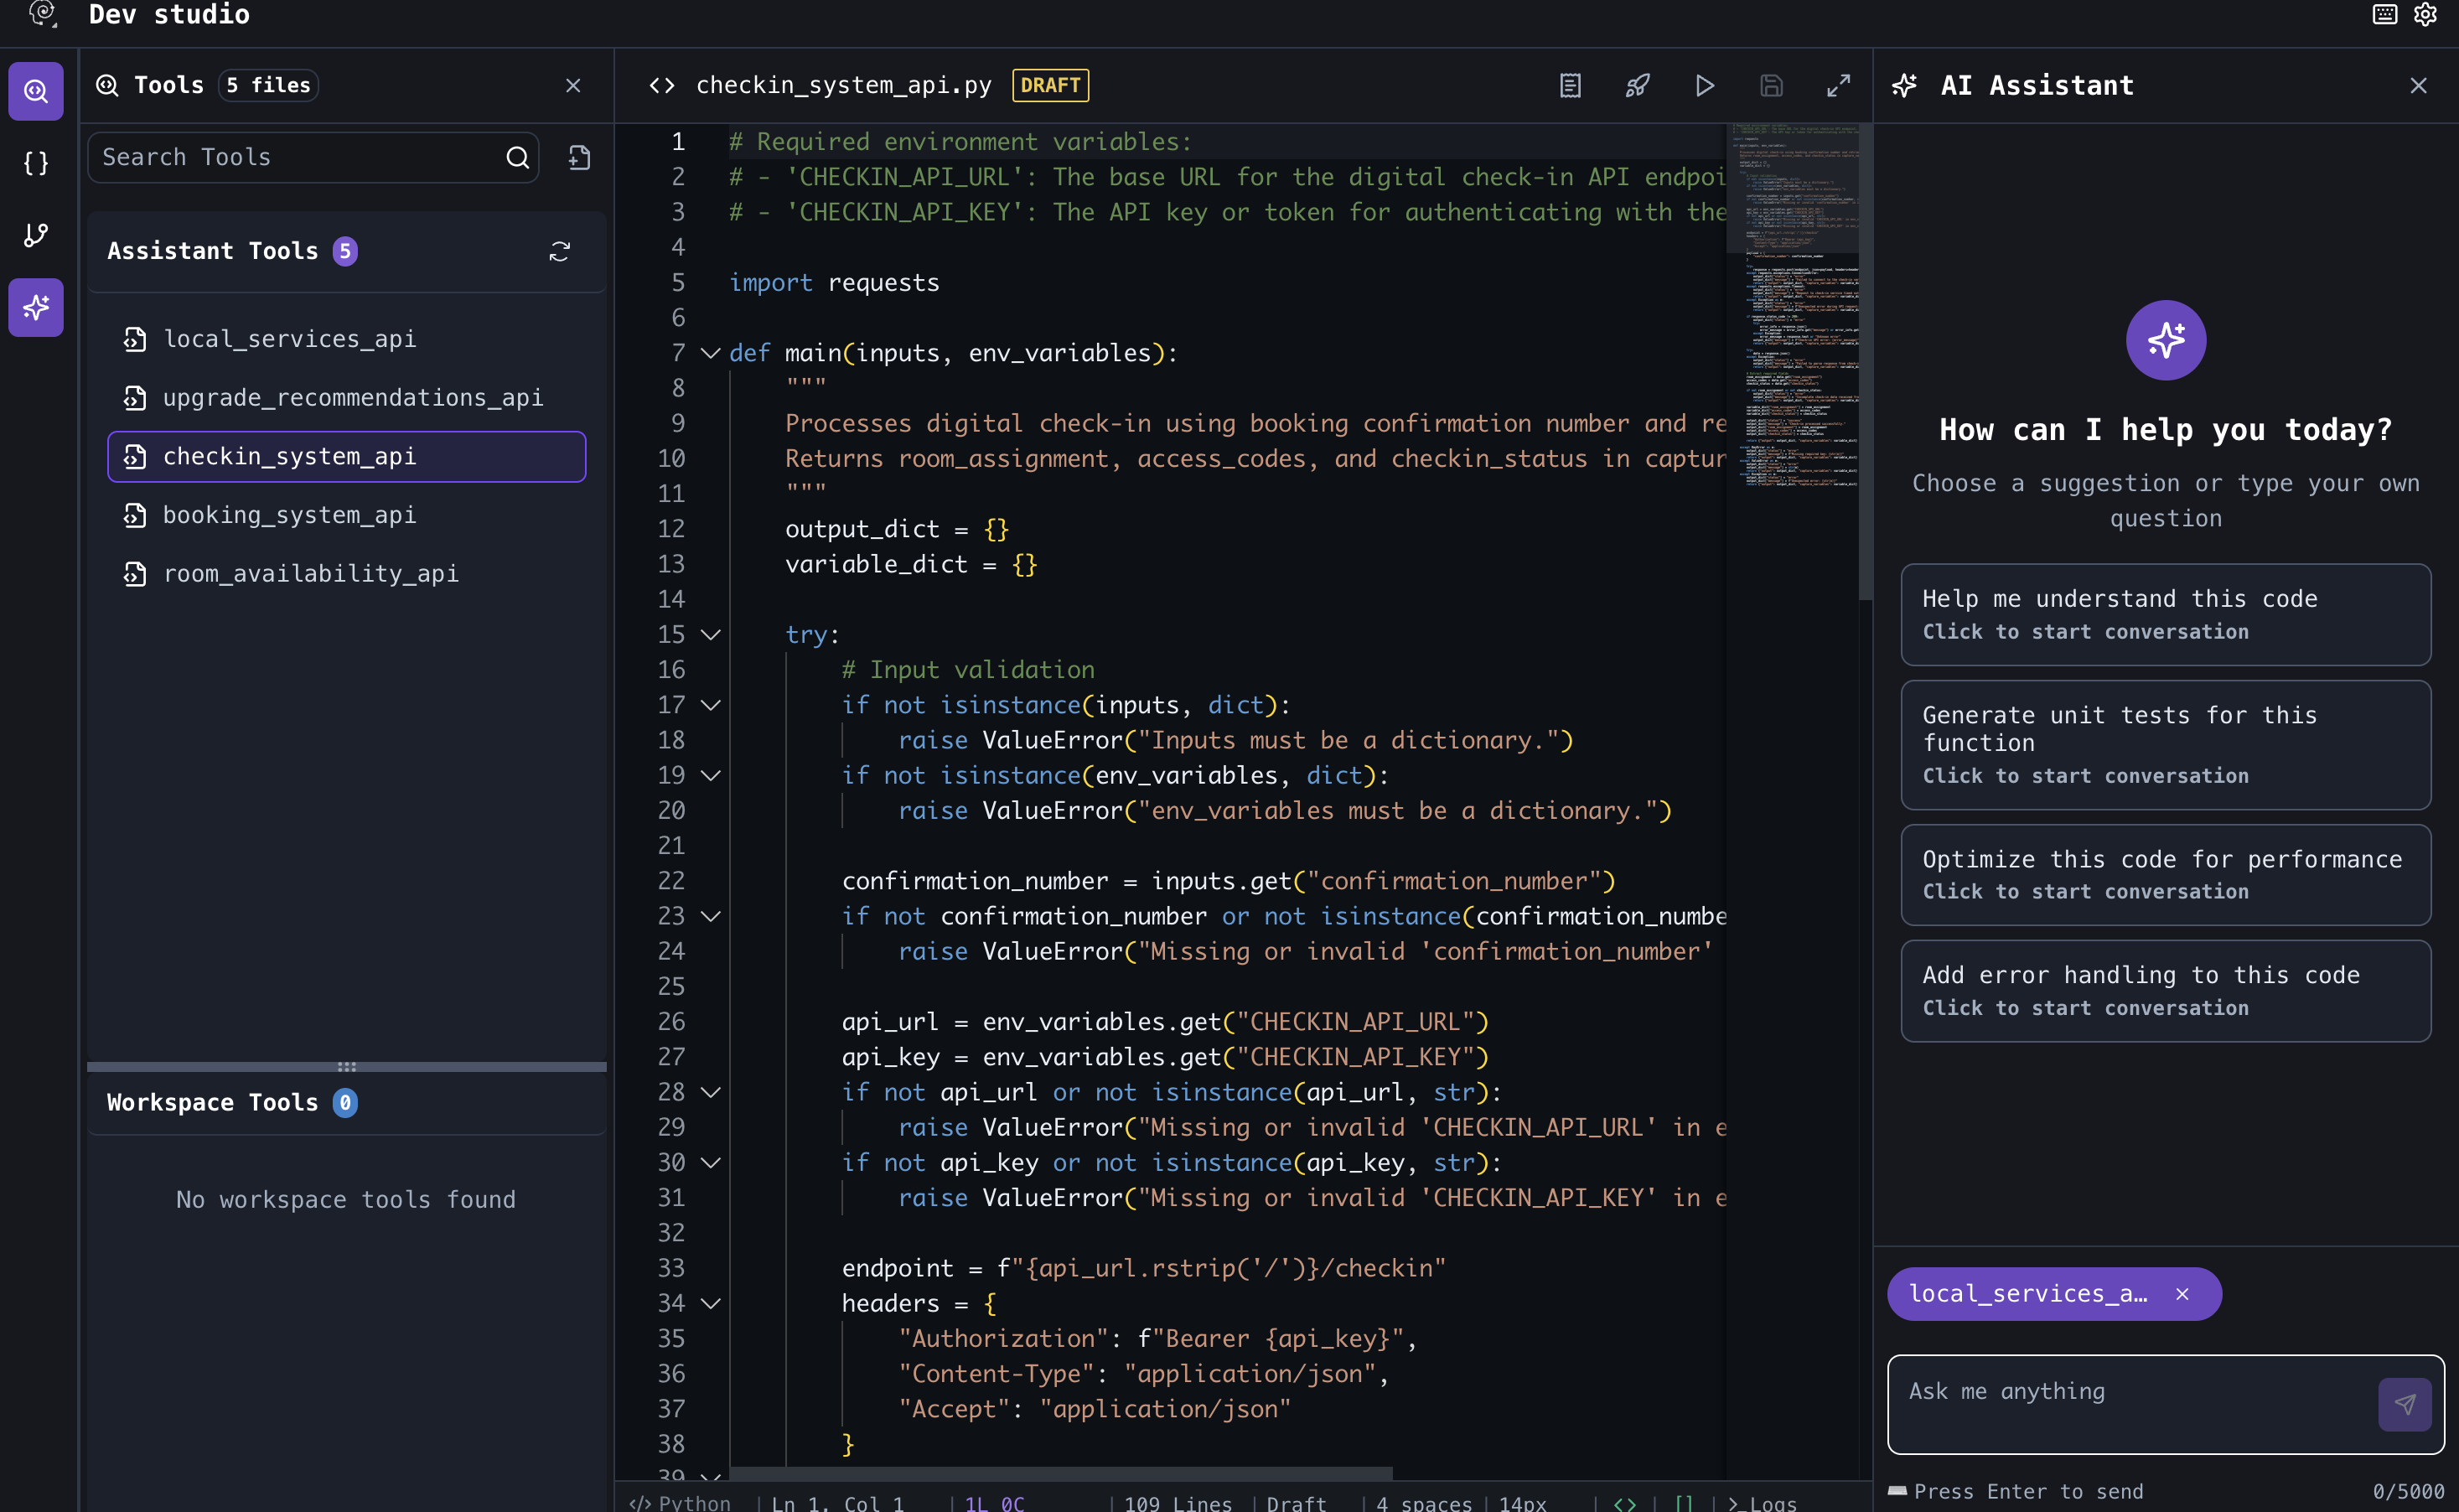 Dev studio
Tools 5 files
Search Tools
Assistant Tools 5
local_services_api
upgrade_recommendations_api
checkin_system_api
booking_system_api
room_availability_api
Workspace Tools 0
No workspace tools found
checkin_system_api.py DRAFT
1 # Required environment variables:
2 # - 'CHECKIN_API_URL': The base URL for the digital check-in API endpoi
3 # - 'CHECKIN_API_KEY': The API key or token for authenticating with the
4
5 import requests
6
7 def main(inputs, env_variables):
8 """
9 Processes digital check-in using booking confirmation number and re
10 Returns room_assignment, access_codes, and checkin_status in captur
11 """
12 output_dict = {}
13 variable_dict = {}
14
15 try:
16 # Input validation
17 if not isinstance(inputs, dict):
18 raise ValueError("Inputs must be a dictionary.")
19 if not isinstance(env_variables, dict):
20 raise ValueError("env_variables must be a dictionary.")
21
22 confirmation_number = inputs.get("confirmation_number")
23 if not confirmation_number or not isinstance(confirmation_numbe
24 raise ValueError("Missing or invalid 'confirmation_number'
25
26 api_url = env_variables.get("CHECKIN_API_URL")
27 api_key = env_variables.get("CHECKIN_API_KEY")
28 if not api_url or not isinstance(api_url, str):
29 raise ValueError("Missing or invalid 'CHECKIN_API_URL' in e
30 if not api_key or not isinstance(api_key, str):
31 raise ValueError("Missing or invalid 'CHECKIN_API_KEY' in e
32
33 endpoint = f"{api_url.rstrip('/')}/checkin"
34 headers = {
35 "Authorization": f"Bearer {api_key}",
36 "Content-Type": "application/json",
37 "Accept": "application/json"
38 }
39
</> Python | Ln 1, Col 1 | 1L 0C | 109 Lines | Draft | 4 spaces | 14px | <> | [] | >_Logs
AI Assistant
How can I help you today?
Choose a suggestion or type your own
question
Help me understand this code
Click to start conversation
Generate unit tests for this
function
Click to start conversation
Optimize this code for performance
Click to start conversation
Add error handling to this code
Click to start conversation
local_services_a…
Ask me anything
Press Enter to send 0/5000